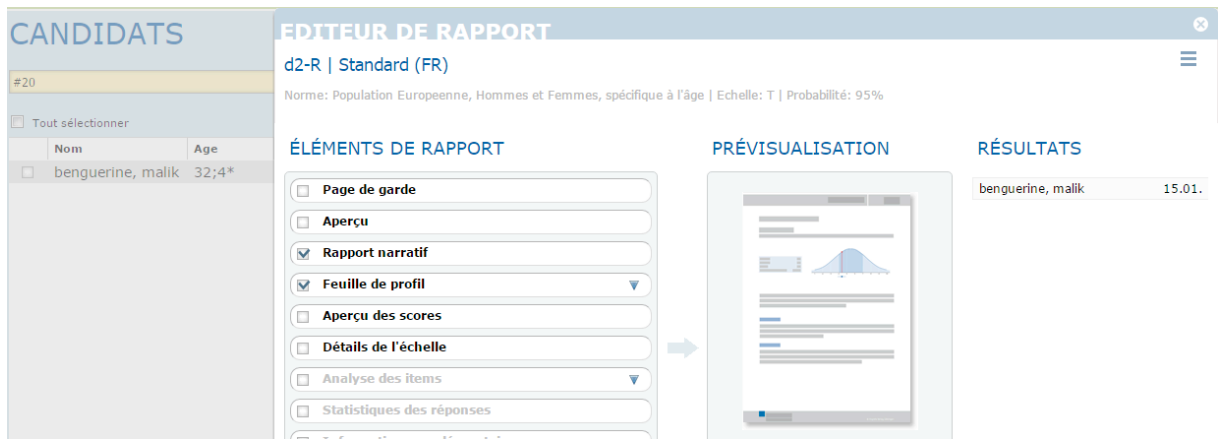 CANDIDATS
#20
Tout sélectionner
Nom Age
benguerine, malik 32;4*
EDITEUR DE RAPPORT
d2-R | Standard (FR)
Norme: Population Europeenne, Hommes et Femmes, spécifique à l'âge | Echelle: T | Probabilité: 95%
ÉLÉMENTS DE RAPPORT
Page de garde
Aperçu
Rapport narratif
Feuille de profil
Aperçu des scores
Détails de l'échelle
Analyse des items
Statistiques des réponses
PRÉVISUALISATION
RÉSULTATS
benguerine, malik 15.01.